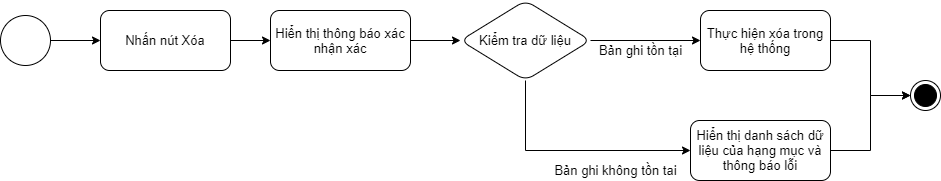 Nhấn nút Xóa
Hiển thị thông báo xác
nhận xác
Kiểm tra dữ liệu
Bản ghi tồn tại
Thực hiện xóa trong
hệ thống
Bản ghi không tồn tai
Hiển thị danh sách dữ
liệu của hạng mục và
thông báo lỗi